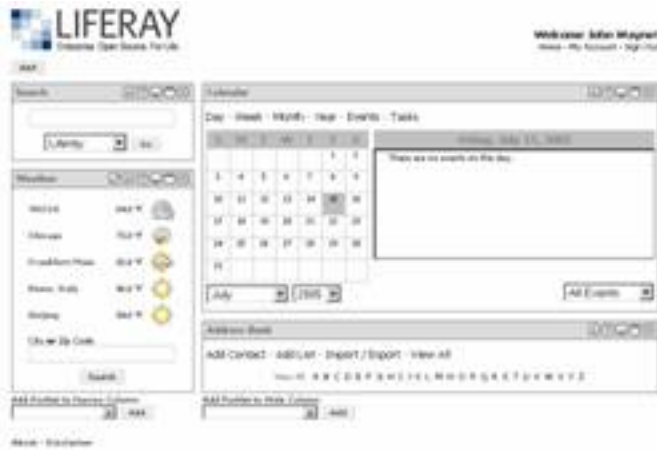 LIFERAY
Enterprise. Open Source. For Life.
Welcome John Wayne!
Home - My Account - Sign Out
Add
Search
Liferay
Go
Weather
Chicago
Frankfurt/Main
Rome, Italy
Beijing
City or Zip Code
Search
Add Portlet to Narrow Column:
Add
Calendar
Day - Week - Month - Year - Events - Tasks
S M T W T F S
1 2
3 4 5 6 7 8 9
10 11 12 13 14 15 16
17 18 19 20 21 22 23
24 25 26 27 28 29 30
31
July
2005
Friday, July 15, 2005
There are no events on this day.
All Events
Address Book
Add Contact - Add List - Import / Export - View All
A B C D E F G H I J K L M N O P Q R S T U V W X Y Z
Add Portlet to Wide Column:
Add
About - Disclaimer